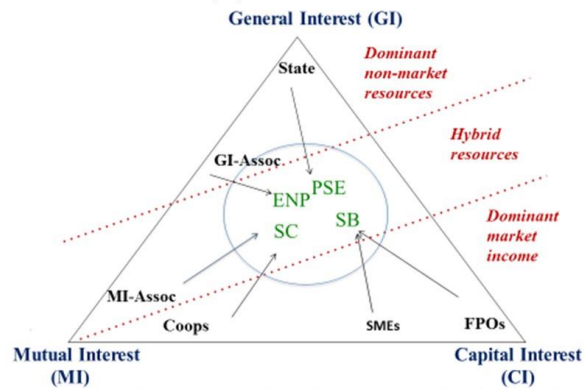 General Interest (GI)
State
Dominant
non-market
resources
Hybrid
resources
GI-Assoc
ENP
PSE
SC
SB
Dominant
market
income
MI-Assoc
Coops
SMEs
FPOs
Mutual Interest
(MI)
Capital Interest
(CI)